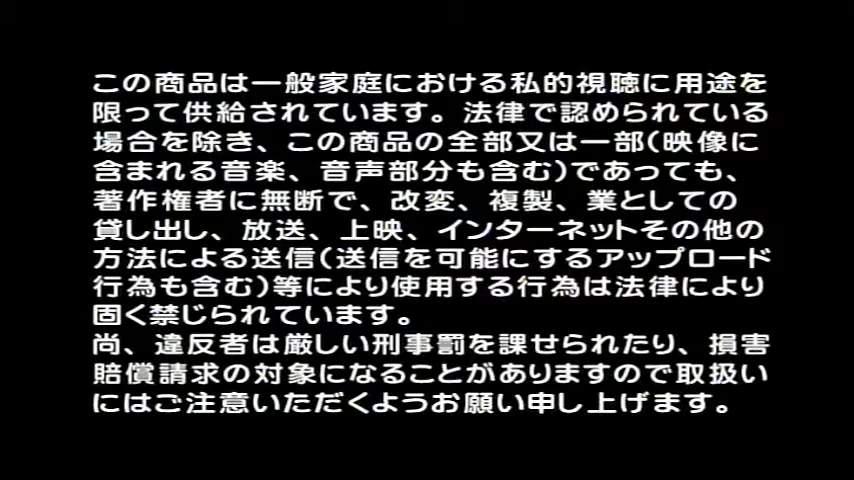 この商品は一般家庭における私的視聴に用途を
限って供給されています。法律で認められている
場合を除き、この商品の全部又は一部(映像に
含まれる音楽、音声部分も含む)であっても、
著作権者に無断で、改変、複製、業としての
貸し出し、放送、上映、インターネットその他の
方法による送信(送信を可能にするアップロード
行為も含む)等により使用する行為は法律により
固く禁じられています。
尚、違反者は厳しい刑事罰を課せられたり、損害
賠償請求の対象になることがありますので取扱い
にはご注意いただくようお願い申し上げます。